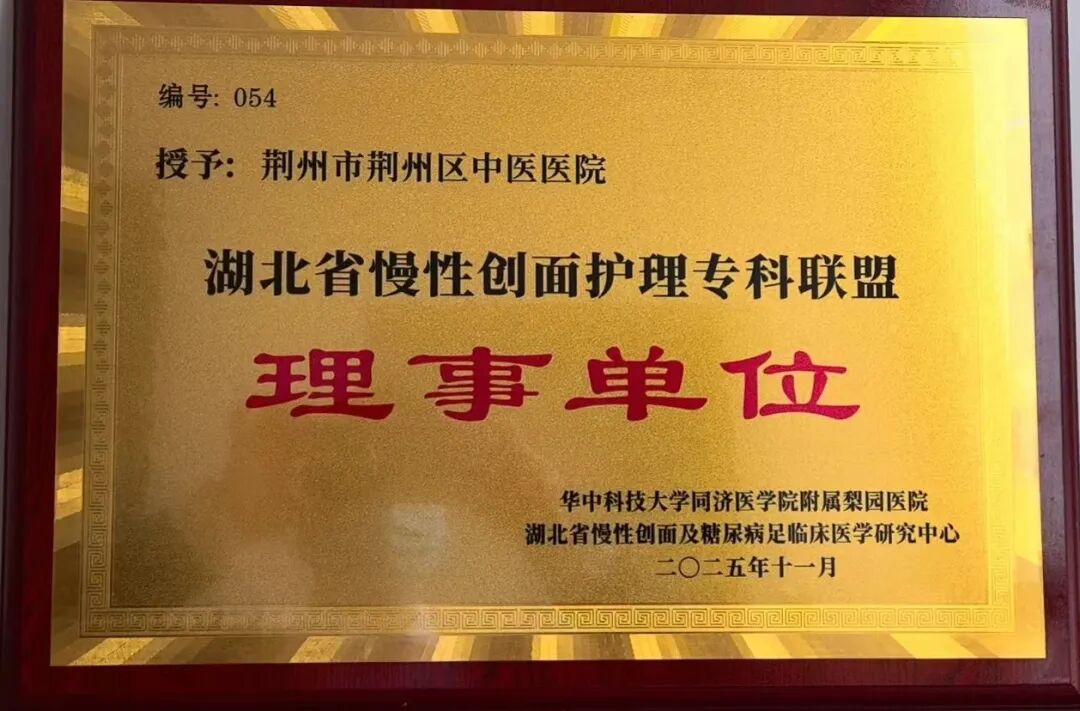 编号: 054
授予: 荆州市荆州区中医医院
湖北省慢性创面护理专科联盟
理事单位
华中科技大学同济医学院附属梨园医院
湖北省慢性创面及糖尿病足临床医学研究中心
二〇二五年十一月